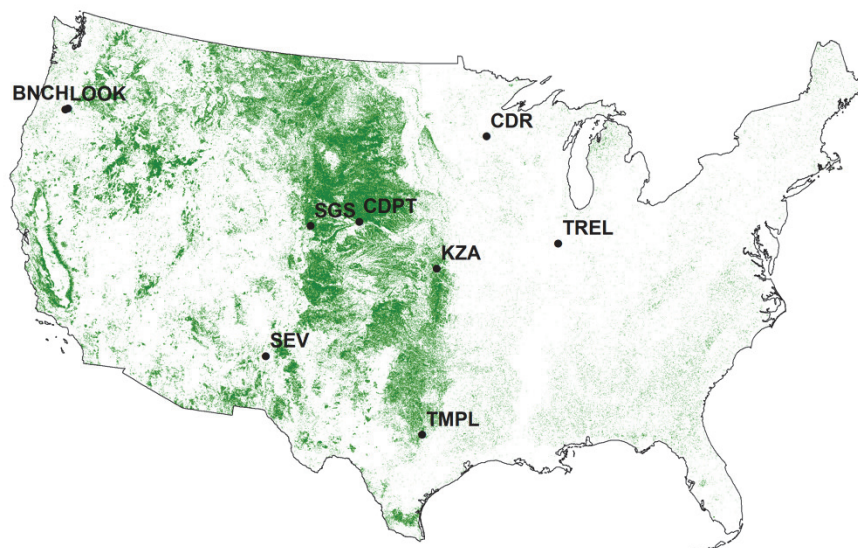 BNCHLOOK
CDR
SGS CDPT
TREL
KZA
SEV
TMPL